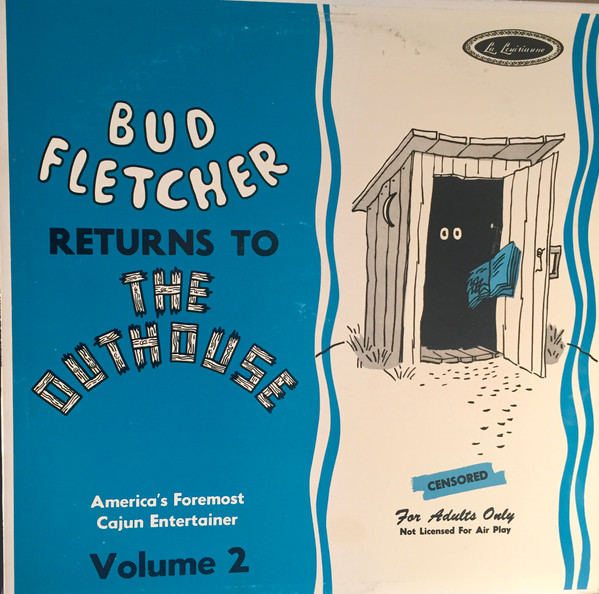 BUD
FLETCHER
RETURNS TO
THE
OUTHOUSE
America's Foremost
Cajun Entertainer
Volume 2
La Louisianne
CENSORED
For Adults Only
Not Licensed For Air Play